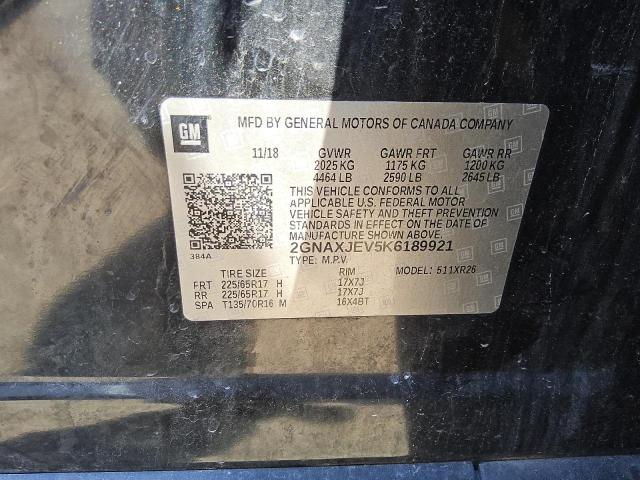 GM MFD BY GENERAL MOTORS OF CANADA COMPANY
11/18 GVWR GAWR FRT GAWR RR
2025 KG 1175 KG 1200 KG
4464 LB 2590 LB 2645 LB
THIS VEHICLE CONFORMS TO ALL
APPLICABLE U.S. FEDERAL MOTOR
VEHICLE SAFETY AND THEFT PREVENTION
STANDARDS IN EFFECT ON THE DATE OF
MANUFACTURE SHOWN ABOVE.
2GNAXJEV5K6189921
384A TYPE: M.P.V.
TIRE SIZE RIM MODEL: 511XR26
FRT 225/65R17 H 17X7J
RR 225/65R17 H 17X7J
SPA T135/70R16 M 16X4BT